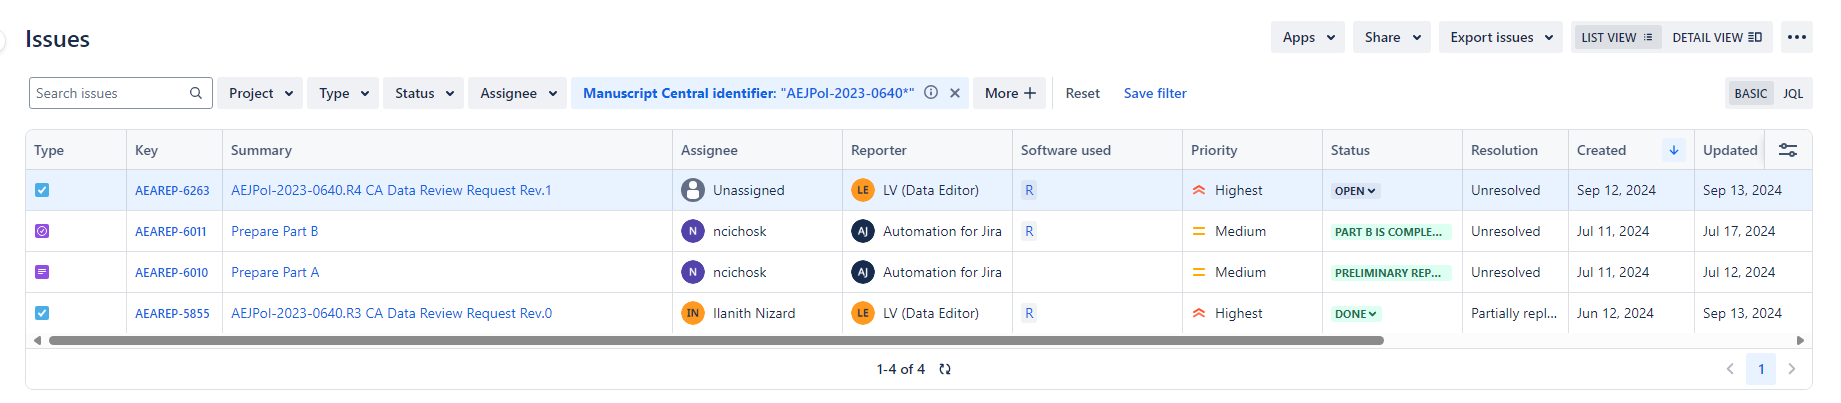 Issues
Apps Share Export issues LIST VIEW DETAIL VIEW
Search issues Project Type Status Assignee Manuscript Central identifier: "AEJPol-2023-0640*" More Reset Save filter BASIC JQL
Type Key Summary Assignee Reporter Software used Priority Status Resolution Created Updated
AEAREP-6263 AEJPol-2023-0640.R4 CA Data Review Request Rev.1 Unassigned LE LV (Data Editor) R Highest OPEN Unresolved Sep 12, 2024 Sep 13, 2024
AEAREP-6011 Prepare Part B N ncichosk AJ Automation for Jira R Medium PART B IS COMPLE... Unresolved Jul 11, 2024 Jul 17, 2024
AEAREP-6010 Prepare Part A N ncichosk AJ Automation for Jira Medium PRELIMINARY REP... Unresolved Jul 11, 2024 Jul 12, 2024
AEAREP-5855 AEJPol-2023-0640.R3 CA Data Review Request Rev.0 IN Ilanith Nizard LE LV (Data Editor) R Highest DONE Partially repl... Jun 12, 2024 Sep 13, 2024
1-4 of 4 1